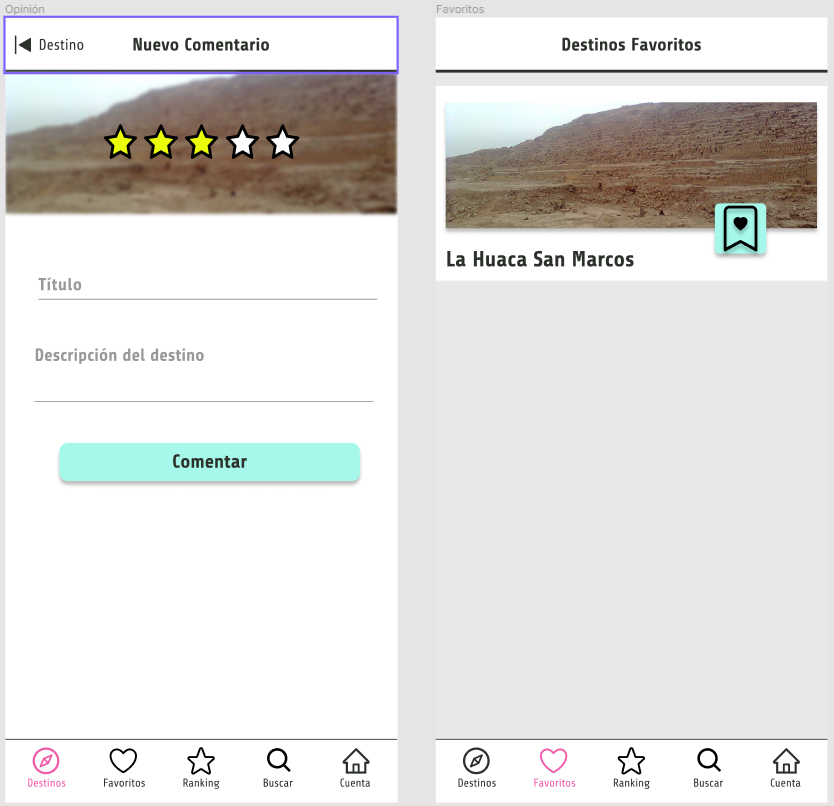 Opinión
Destino
Nuevo Comentario
Título
Descripción del destino
Comentar
Destinos
Favoritos
Ranking
Buscar
Cuenta
Favoritos
Destinos Favoritos
La Huaca San Marcos
Destinos
Favoritos
Ranking
Buscar
Cuenta